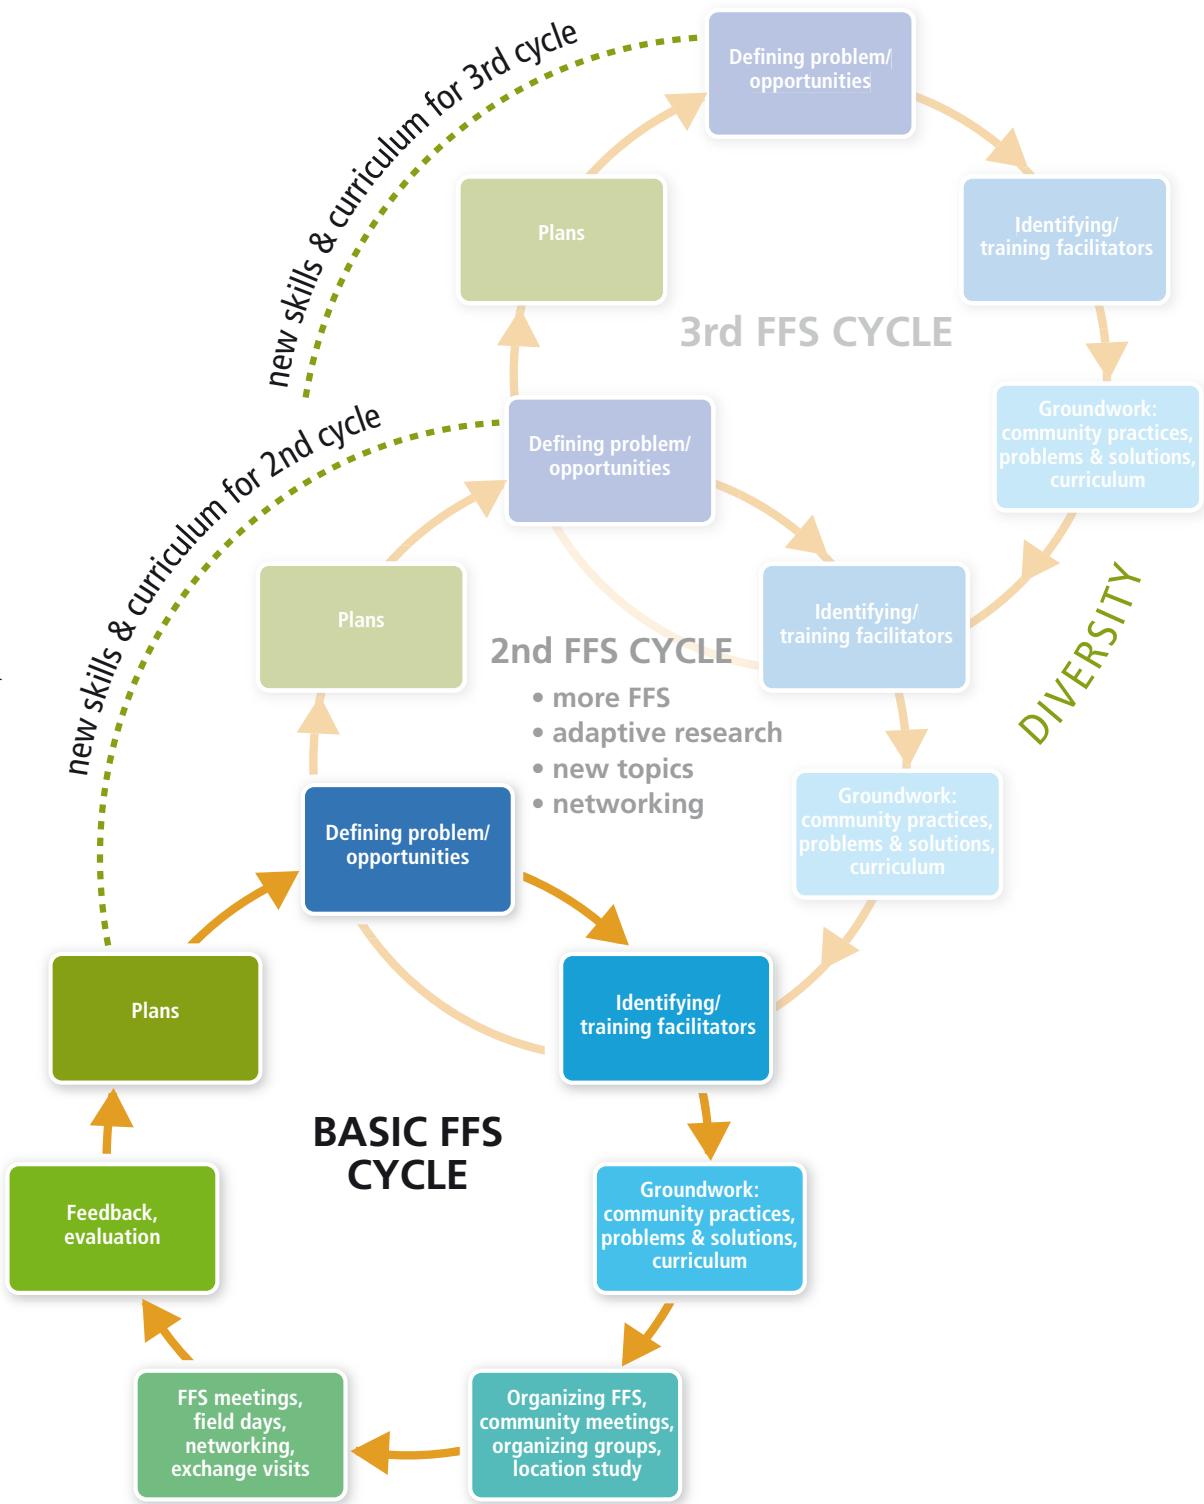 new skills & curriculum for 3rd cycle
Defining problem/
opportunities
Plans
Identifying/
training facilitators
3rd FFS CYCLE
Groundwork:
community practices,
problems & solutions,
curriculum
new skills & curriculum for 2nd cycle
Defining problem/
opportunities
Plans
Identifying/
training facilitators
DIVERSITY
2nd FFS CYCLE
• more FFS
• adaptive research
• new topics
• networking
Groundwork:
community practices,
problems & solutions,
curriculum
Defining problem/
opportunities
Plans
Identifying/
training facilitators
BASIC FFS
CYCLE
Groundwork:
community practices,
problems & solutions,
curriculum
Feedback,
evaluation
FFS meetings,
field days,
networking,
exchange visits
Organizing FFS,
community meetings,
organizing groups,
location study